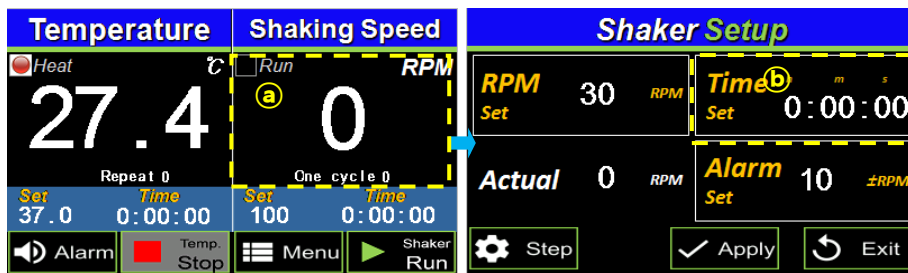 Temperature
Shaking Speed
Heat
℃
Run
RPM
ⓐ
27.4
0
Repeat 0
One cycle 0
Set
Time
Set
Time
37.0
0:00:00
100
0:00:00
Alarm
Temp.
Stop
Menu
Shaker
Run
Shaker Setup
RPM
Set
30
RPM
Time
ⓑ
m
s
Set
0:00:00
Actual
0
RPM
Alarm
Set
10
±RPM
Step
Apply
Exit